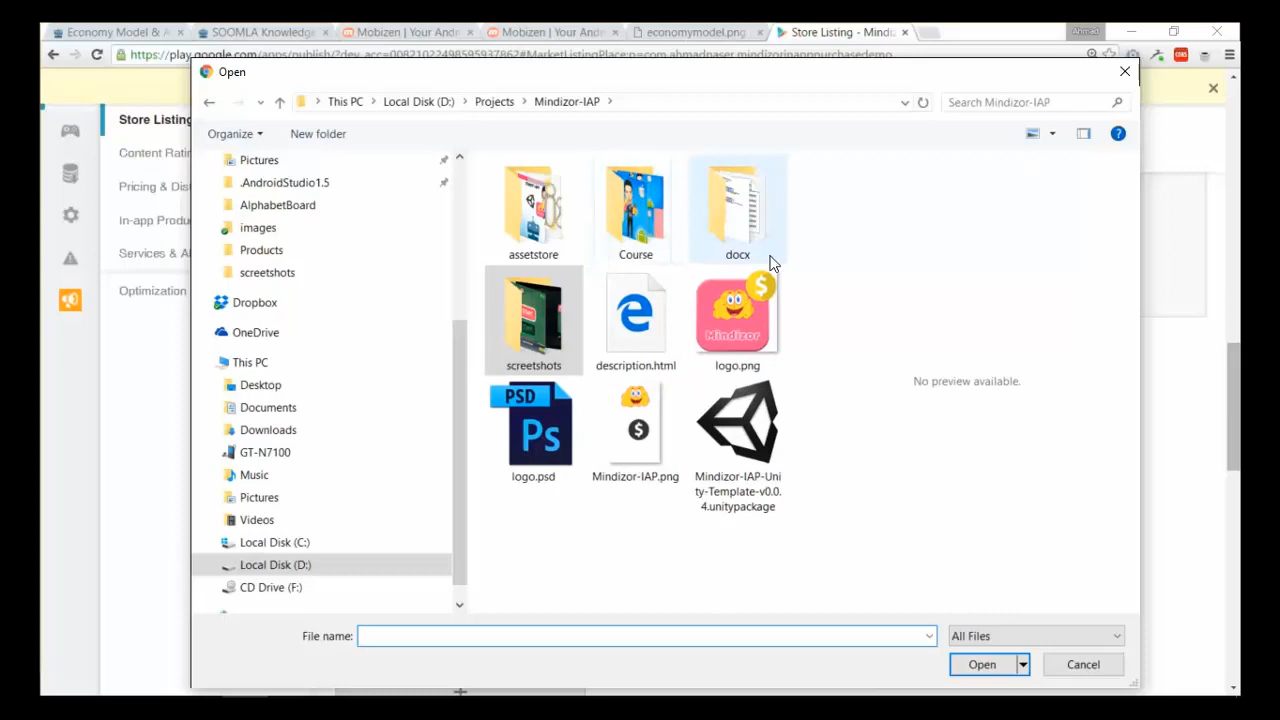 Economy Model & A
SOOMLA Knowledge
Mobizen | Your Andr
Mobizen | Your Andr
economymodel.png
Store Listing - Mindiz
Ahmad
https://play.google.com/apps/publish/?dev_acc=00821022498595937862#MarketListingPlace:p=com.ahmadnaser.mindizorinapppurchasedemo
Open
This PC > Local Disk (D:) > Projects > Mindizor-IAP >
Search Mindizor-IAP
Organize
New folder
Store Listing
Content Ratin
Pricing & Dis
In-app Produ
Services & A
Optimization
Pictures
.AndroidStudio1.5
AlphabetBoard
images
Products
screetshots
Dropbox
OneDrive
This PC
Desktop
Documents
Downloads
GT-N7100
Music
Pictures
Videos
Local Disk (C:)
Local Disk (D:)
CD Drive (F:)
assetstore
Course
docx
Mindizor
screetshots
description.html
logo.png
PSD
Ps
logo.psd
Mindizor-IAP.png
Mindizor-IAP-Uni
ty-Template-v0.0.
4.unitypackage
No preview available.
File name:
All Files
Open
Cancel